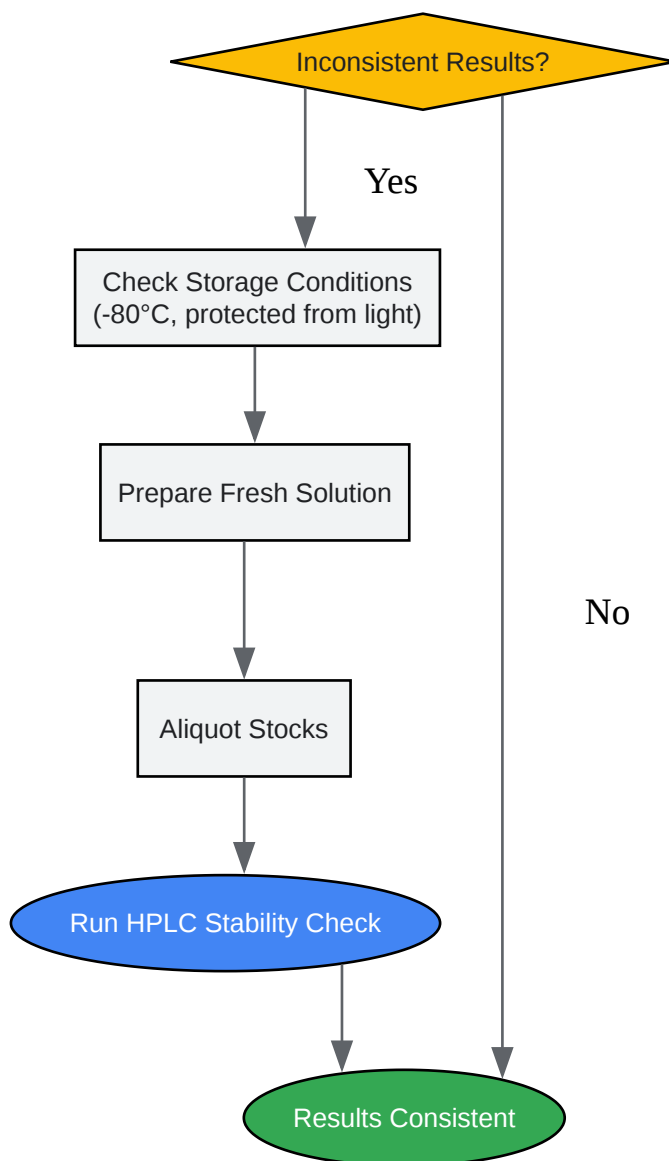 Inconsistent Results?
Yes
Check Storage Conditions
(-80°C, protected from light)
Prepare Fresh Solution
No
Aliquot Stocks
Run HPLC Stability Check
Results Consistent